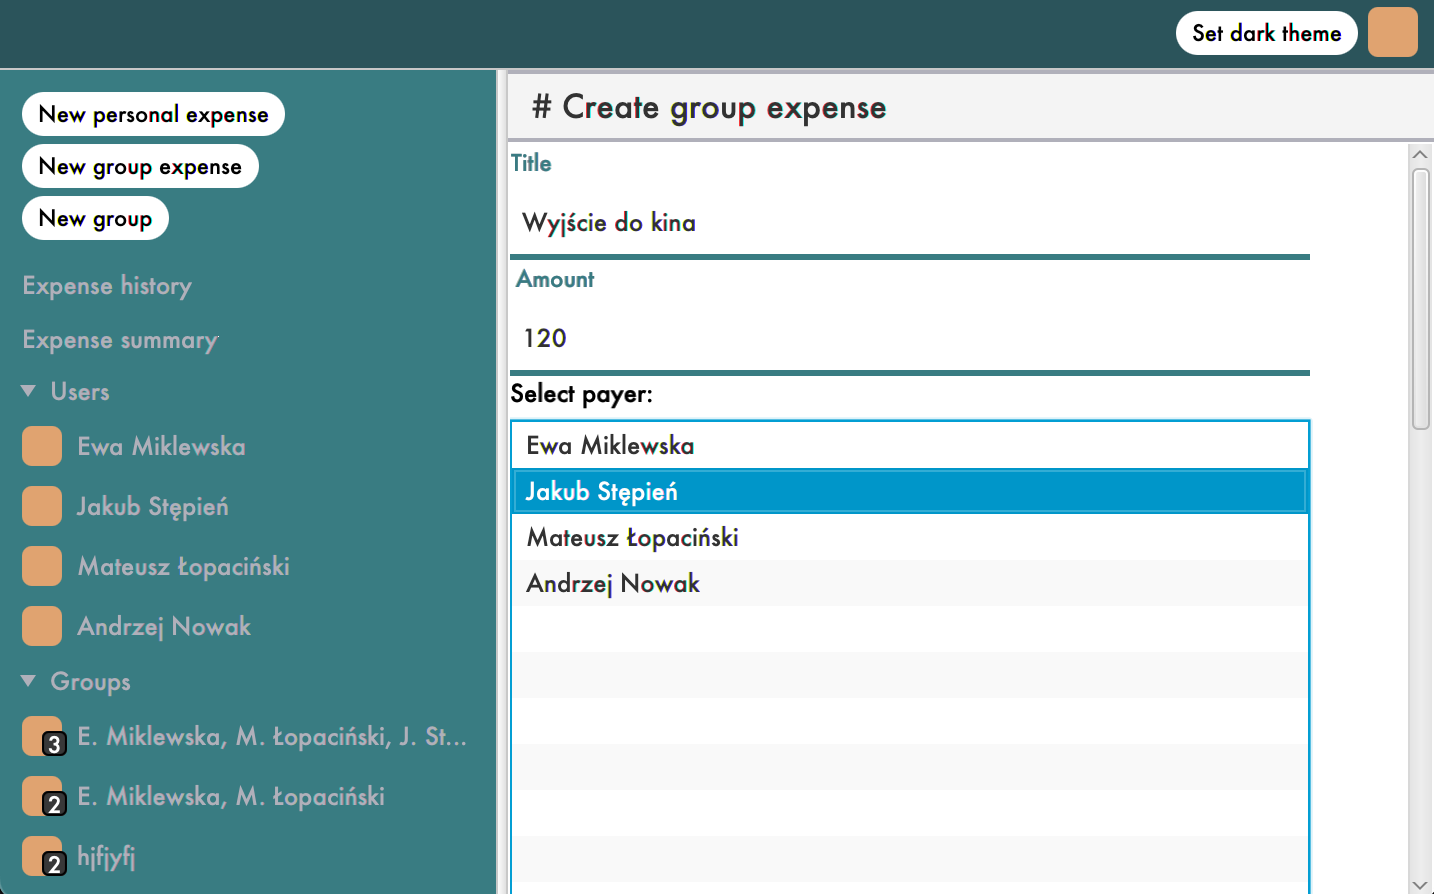 Set dark theme
New personal expense
New group expense
New group
Expense history
Expense summary
Users
Ewa Miklewska
Jakub Stępień
Mateusz Łopaciński
Andrzej Nowak
Groups
3 E. Miklewska, M. Łopaciński, J. St...
2 E. Miklewska, M. Łopaciński
2 hjfjyfj
# Create group expense
Title
Wyjście do kina
Amount
120
Select payer:
Ewa Miklewska
Jakub Stępień
Mateusz Łopaciński
Andrzej Nowak